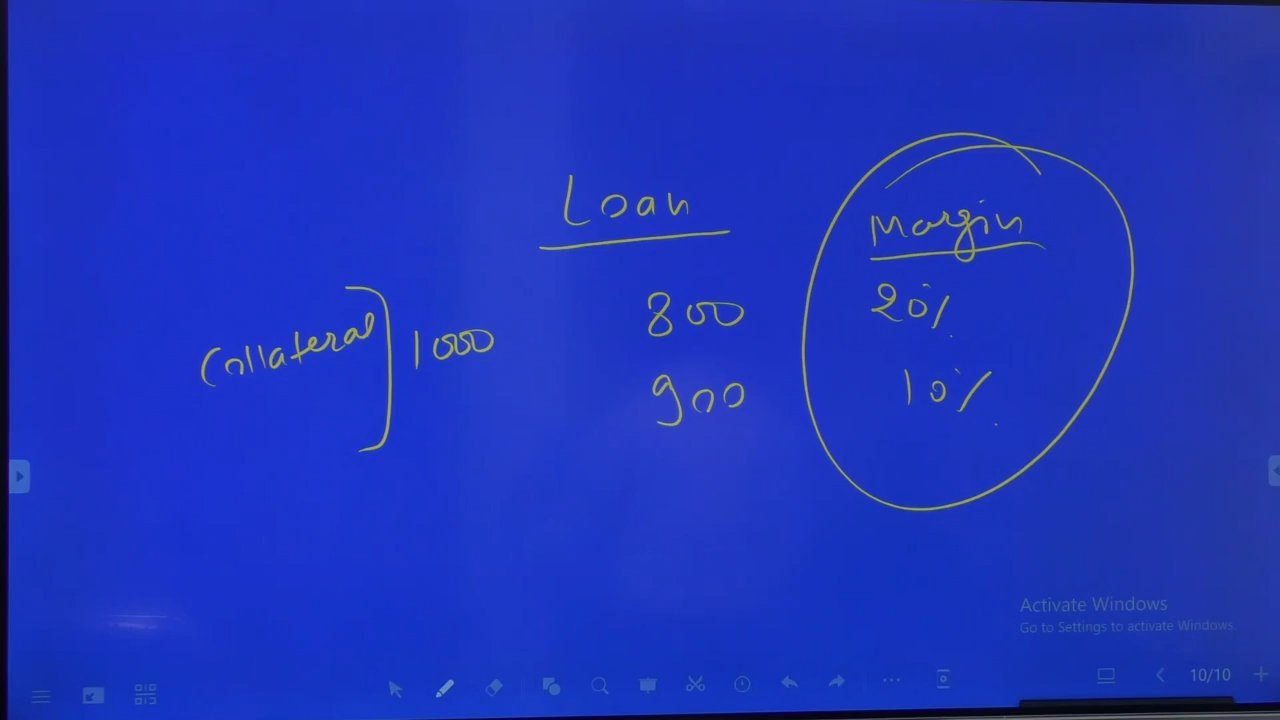 Loan Margin
Collateral 1000 800 20%
900 10%
Activate Windows
Go to Settings to activate Windows.
10/10